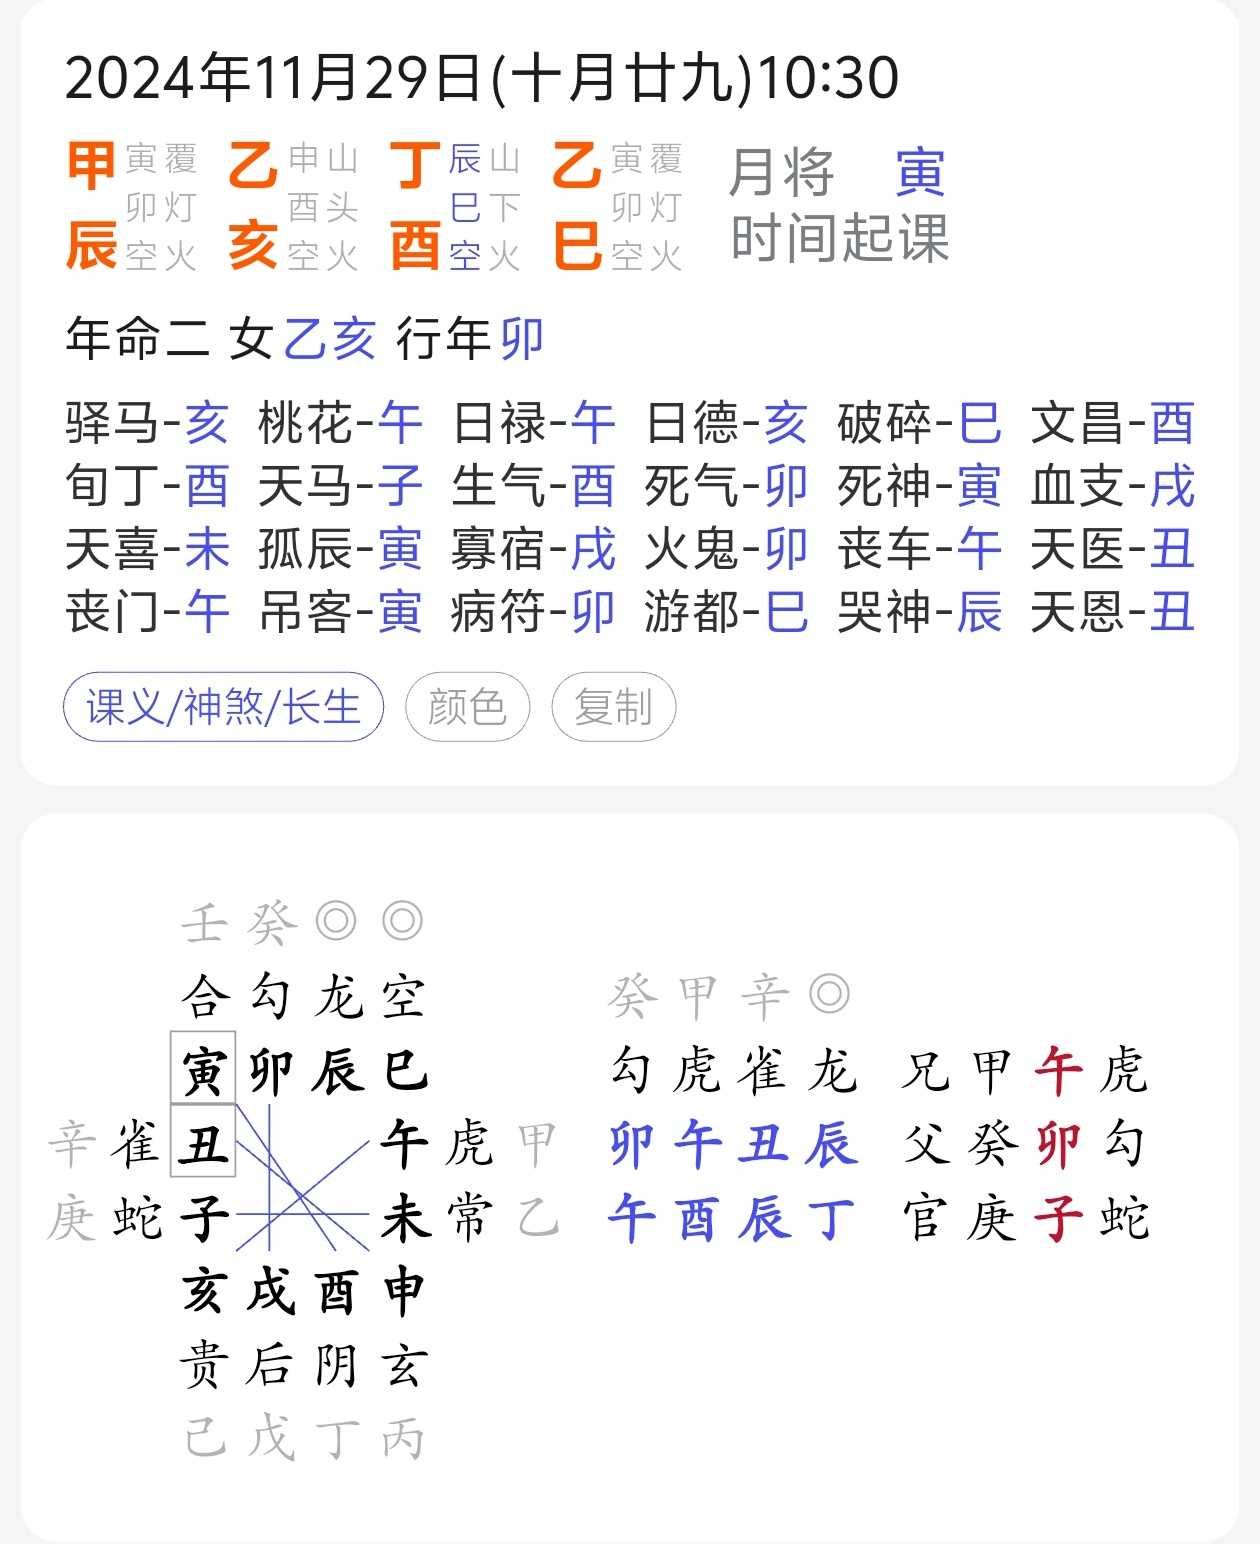 2024年11月29日(十月廿九)10:30
甲 寅覆 乙 申山 丁 辰山 乙 寅覆 月将 寅
卯灯 酉头 巳下 卯灯
辰 空火 亥 空火 酉 空火 巳 空火 时间起课
年命二 女乙亥 行年卯
驿马-亥 桃花-午 日禄-午 日德-亥 破碎-巳 文昌-酉
旬丁-酉 天马-子 生气-酉 死气-卯 死神-寅 血支-戌
天喜-未 孤辰-寅 寡宿-戌 火鬼-卯 丧车-午 天医-丑
丧门-午 吊客-寅 病符-卯 游都-巳 哭神-辰 天恩-丑
课义/神煞/长生 颜色 复制
壬 癸 ◎ ◎
合 勾 龙 空 癸 甲 辛 ◎
寅 卯 辰 巳 勾 虎 雀 龙 兄 甲 午 虎
辛 雀 丑 午 虎 甲 卯 午 丑 辰 父 癸 卯 勾
庚 蛇 子 未 常 乙 午 酉 辰 丁 官 庚 子 蛇
亥 戌 酉 申
贵 后 阴 玄
己 戊 丁 丙